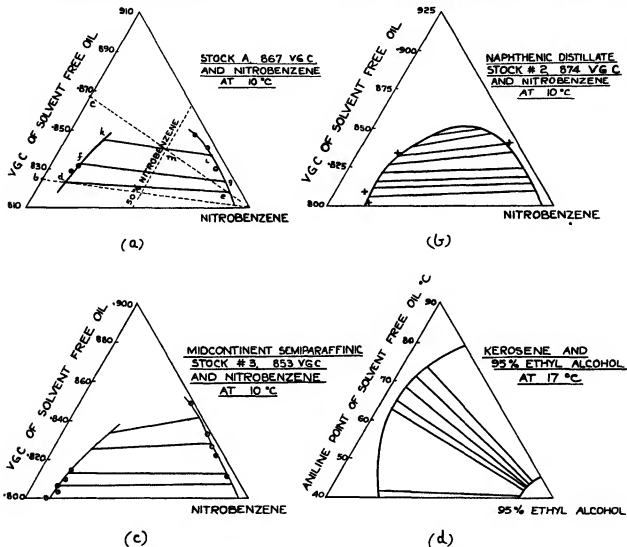 .910
.890
.870
.850
.830
.810
VGC OF SOLVENT FREE OIL
STOCK A, 867 VGC
AND NITROBENZENE
AT 10°C
50% NITROBENZENE
c
k
f
d
b
m
i
g
e
NITROBENZENE
(a)
.925
.900
.875
.850
.825
.800
VGC OF SOLVENT FREE OIL
NAPHTHENIC DISTILLATE
STOCK #2, 874 VGC
AND NITROBENZENE
AT 10°C
NITROBENZENE
(b)
.900
.880
.860
.840
.820
.800
VGC OF SOLVENT FREE OIL
MIDCONTINENT SEMIPARAFFINIC
STOCK #3, 853 VGC
AND NITROBENZENE
AT 10°C
NITROBENZENE
(c)
90
80
70
60
50
40
ANILINE POINT OF SOLVENT FREE OIL °C
KEROSENE AND
95% ETHYL ALCOHOL
AT 17°C
95% ETHYL ALCOHOL
(d)